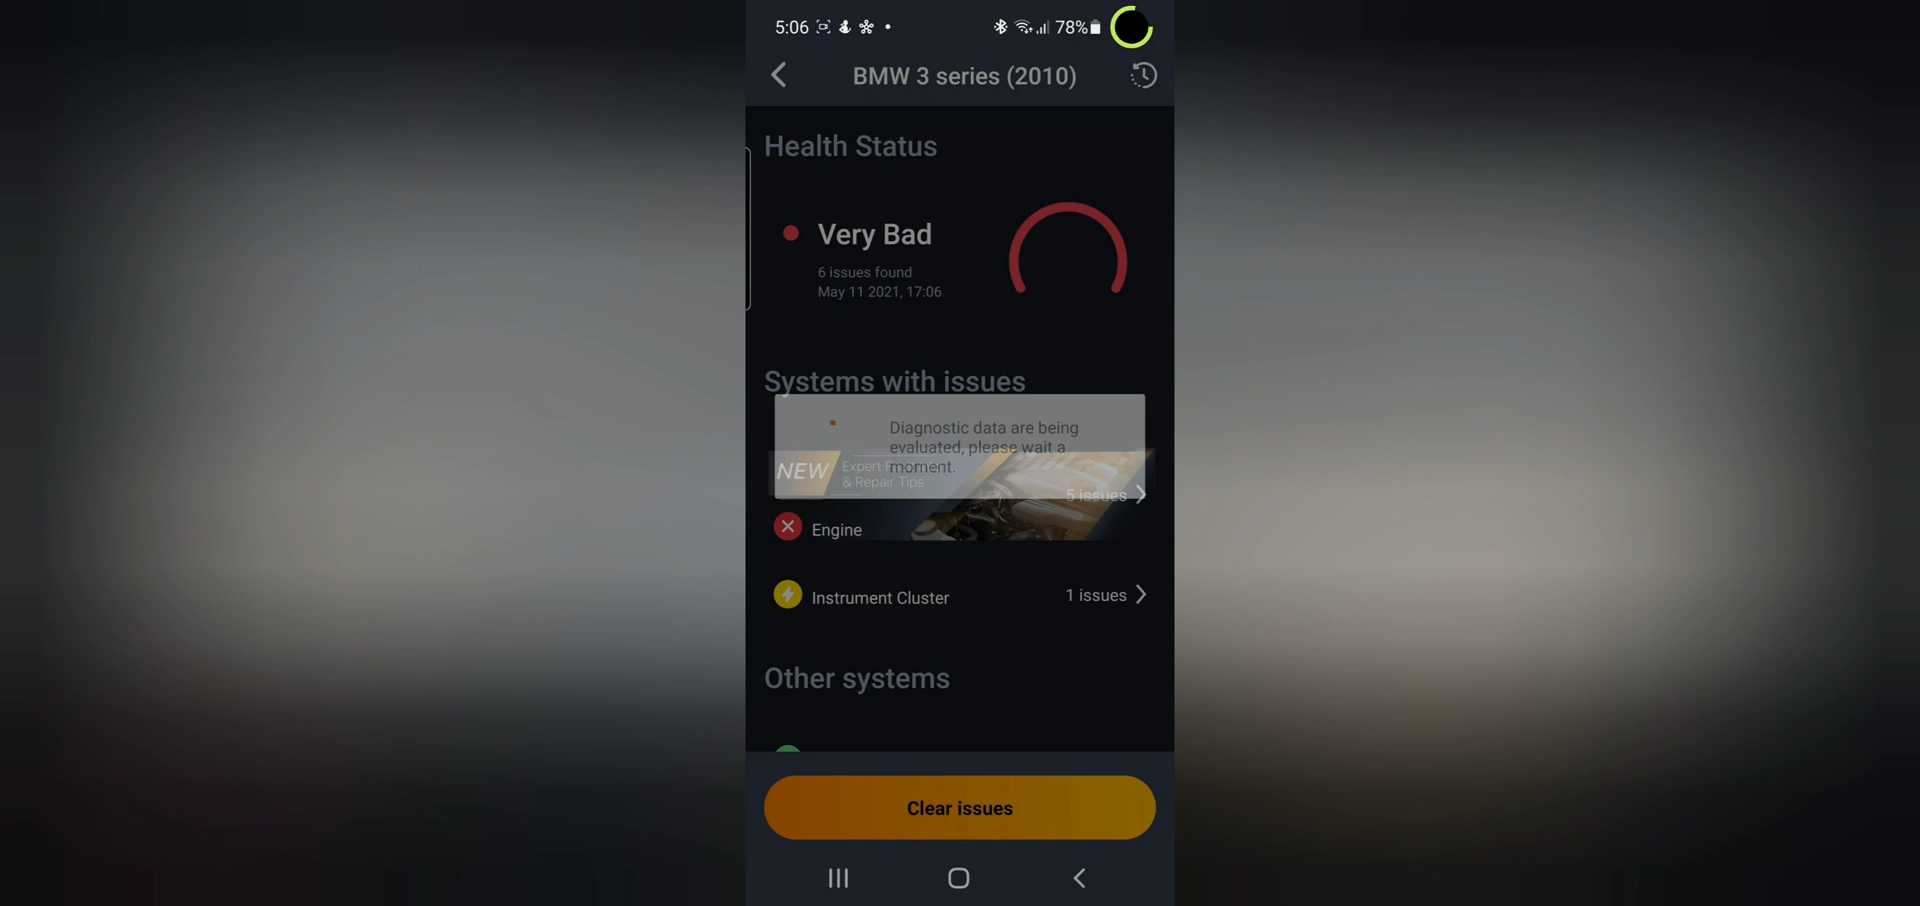 5:06
78%
BMW 3 series (2010)
Health Status
Very Bad
6 issues found
May 11 2021, 17:06
Systems with issues
Diagnostic data are being
evaluated, please wait a
moment.
NEW
Expert
& Repair Tips
5 issues
Engine
Instrument Cluster
1 issues
Other systems
Clear issues